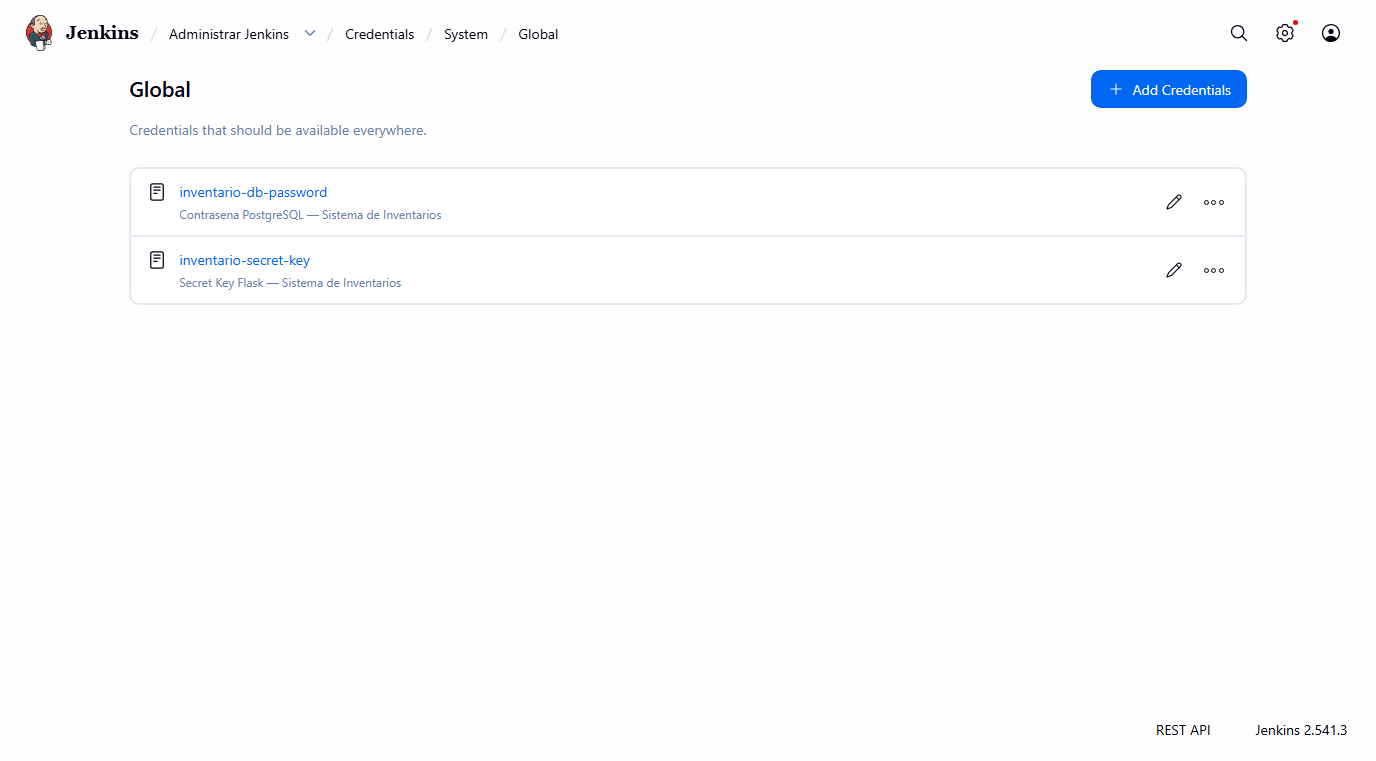 Jenkins / Administrar Jenkins / Credentials / System / Global
Global
Add Credentials
Credentials that should be available everywhere.
inventario-db-password
Contrasena PostgreSQL — Sistema de Inventarios
inventario-secret-key
Secret Key Flask — Sistema de Inventarios
REST API
Jenkins 2.541.3